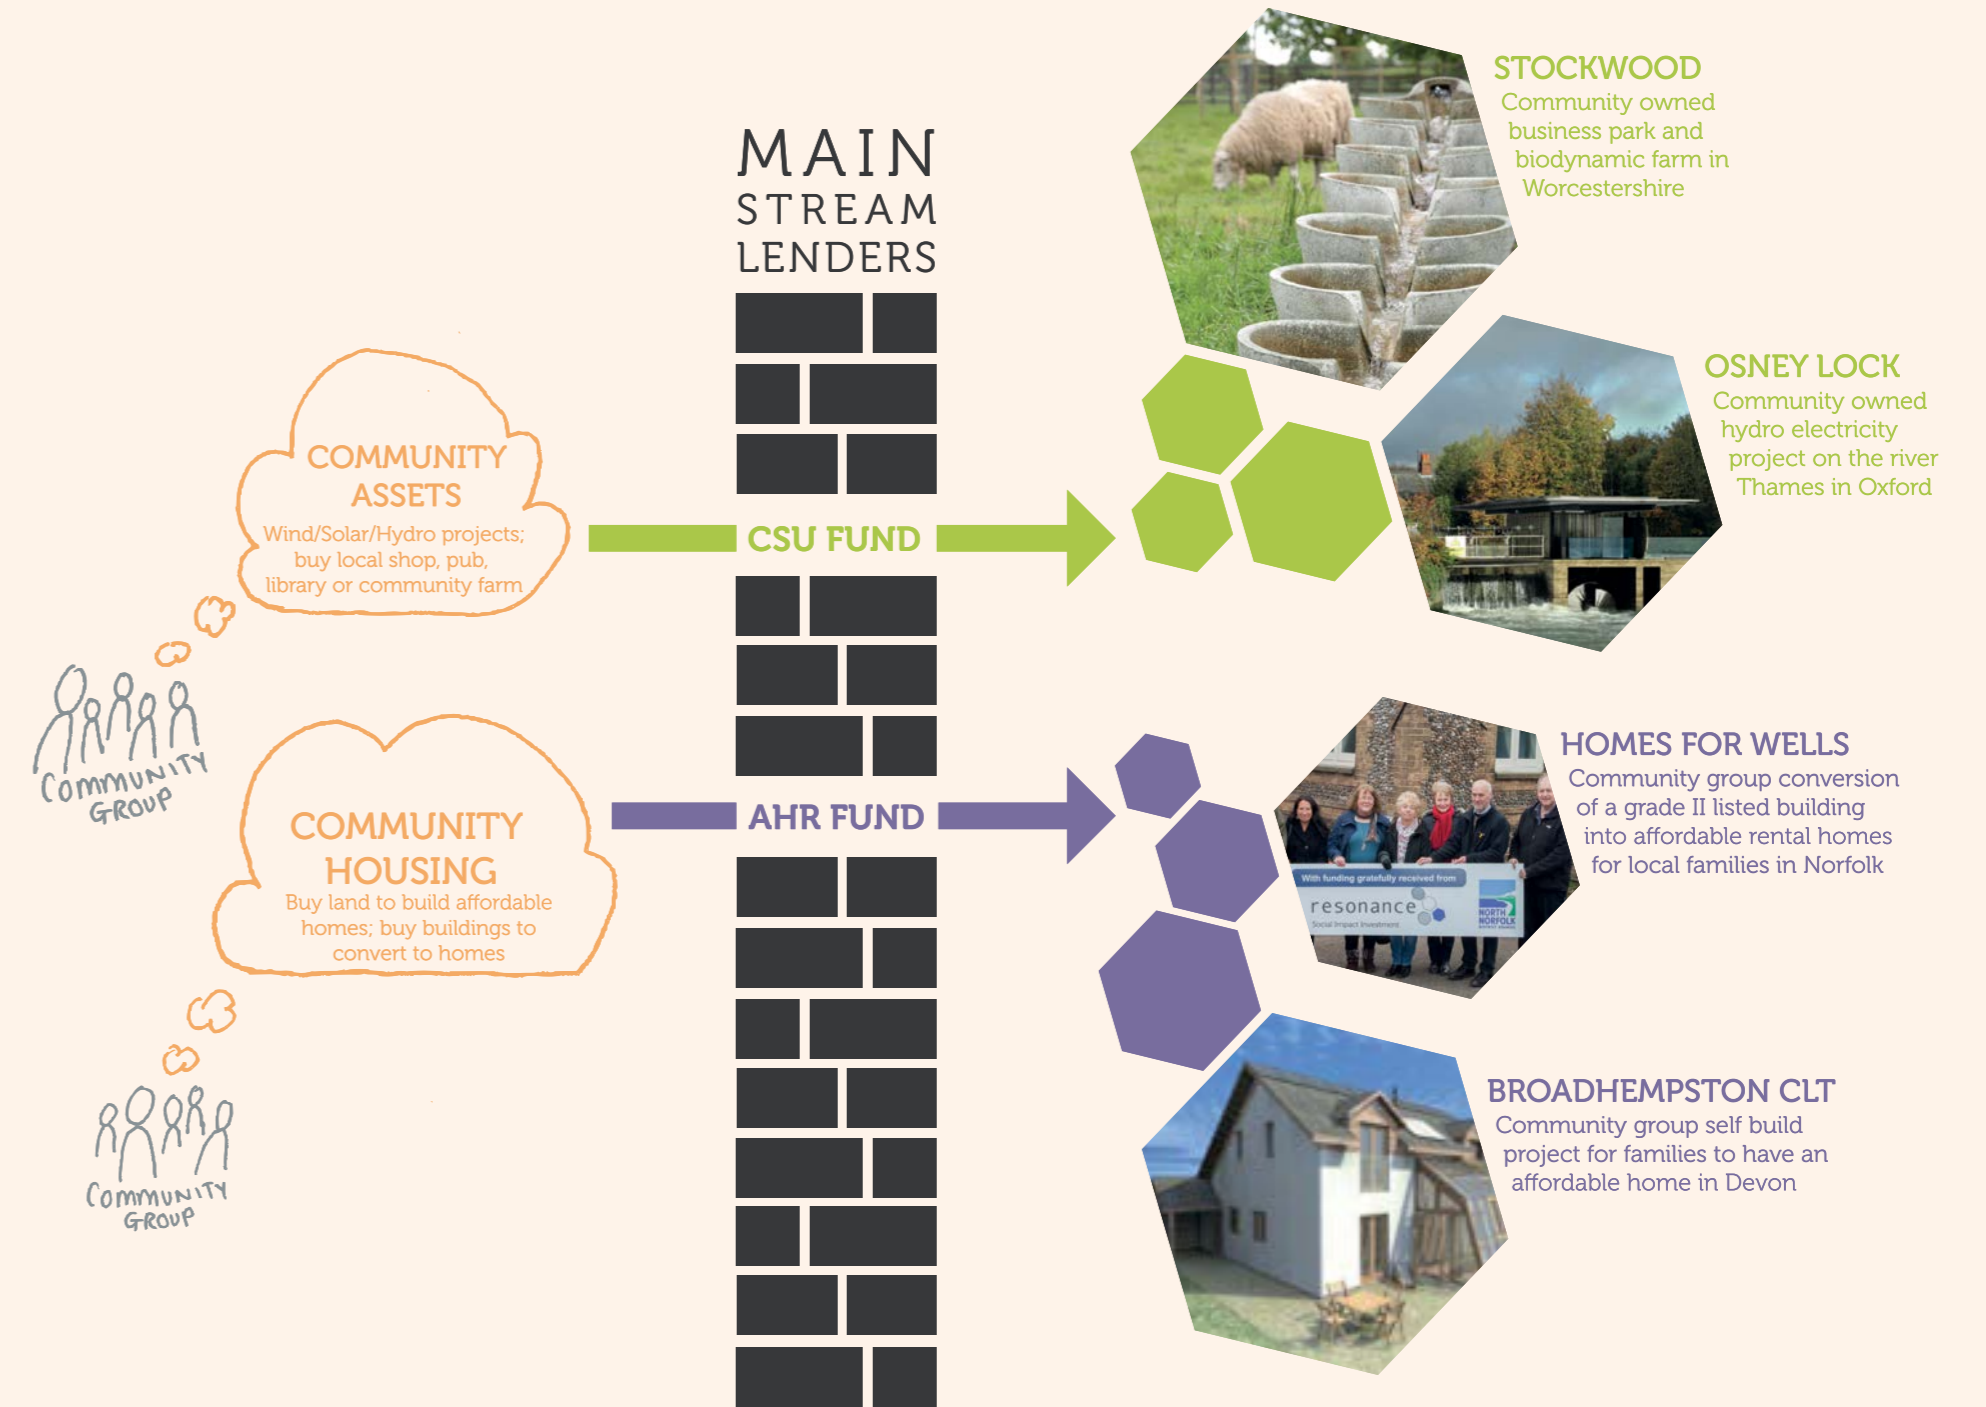 MAIN
STREAM
LENDERS
COMMUNITY
ASSETS
Wind/Solar/Hydro projects;
buy local shop, pub,
library or community farm
COMMUNITY
GROUP
COMMUNITY
HOUSING
Buy land to build affordable
homes; buy buildings to
convert to homes
COMMUNITY
GROUP
CSU FUND
AHR FUND
STOCKWOOD
Community owned
business park and
biodynamic farm in
Worcestershire
OSNEY LOCK
Community owned
hydro electricity
project on the river
Thames in Oxford
HOMES FOR WELLS
Community group conversion
of a grade II listed building
into affordable rental homes
for local families in Norfolk
With funding gratefully received from
resonance
Social Impact Investment
NORTH
NORFOLK
BROADHEMPSTON CLT
Community group self build
project for families to have an
affordable home in Devon